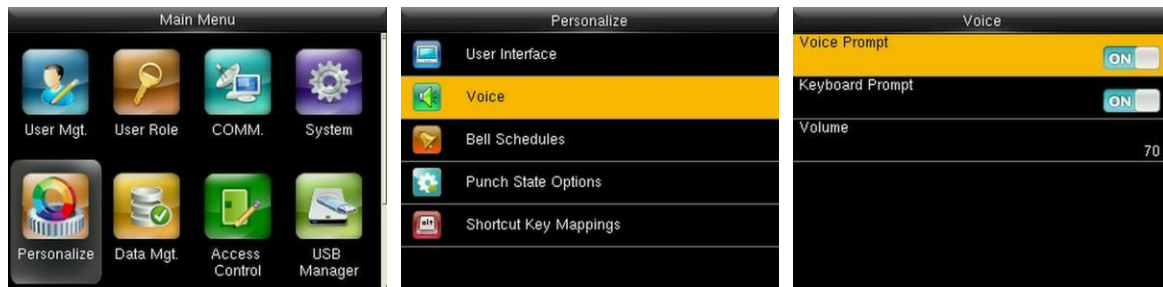 Main Menu
User Mgt.
User Role
COMM.
System
Personalize
Data Mgt.
Access
Control
USB
Manager
Personalize
User Interface
Voice
Bell Schedules
Punch State Options
alt
Shortcut Key Mappings
Voice
Voice Prompt
ON
Keyboard Prompt
ON
Volume
70